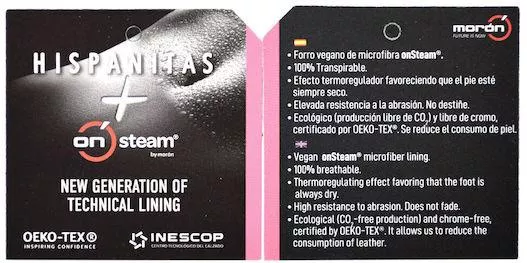 HISPANITAS
+
on steam®
by morón
NEW GENERATION OF
TECHNICAL LINING
OEKO-TEX®
INSPIRING CONFIDENCE
INESCOP
CENTRO TECNOLÓGICO DEL CALZADO
morón
FUTURE IS NOW
• Forro vegano de microfibra onSteam®.
• 100% Transpirable.
• Efecto termoregulador favoreciendo que el pie esté
siempre seco.
• Elevada resistencia a la abrasión. No destiñe.
• Ecológico (producción libre de CO₂) y libre de cromo,
certificado por OEKO-TEX®. Se reduce el consumo de piel.
• Vegan onSteam® microfiber lining.
• 100% breathable.
• Thermoregulating effect favoring that the foot is
always dry.
• High resistance to abrasion. Does not fade.
• Ecological (CO₂-free production) and chrome-free,
certified by OEKO-TEX®. It allows us to reduce the
consumption of leather.